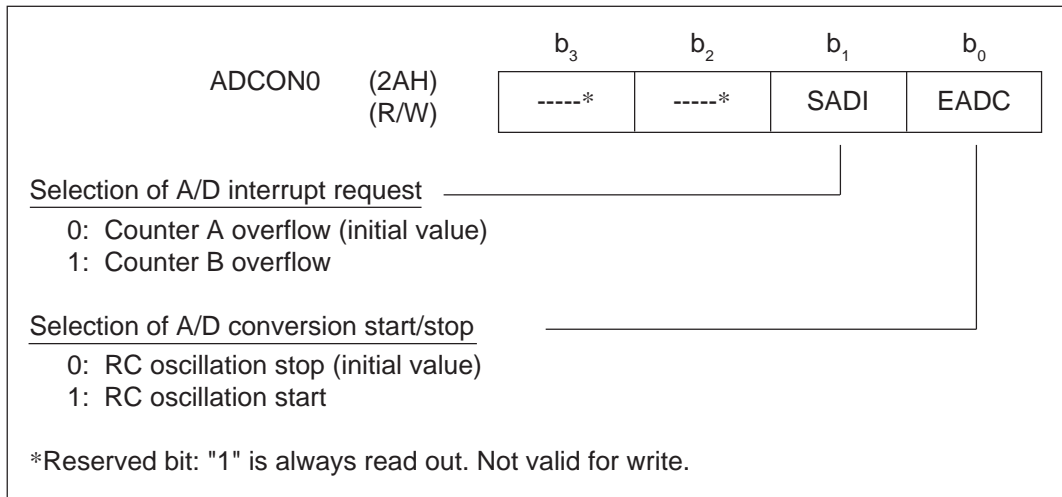 b3 b2 b1 b0
ADCON0 (2AH) -----* -----* SADI EADC
(R/W)
Selection of A/D interrupt request
0: Counter A overflow (initial value)
1: Counter B overflow
Selection of A/D conversion start/stop
0: RC oscillation stop (initial value)
1: RC oscillation start
*Reserved bit: "1" is always read out. Not valid for write.